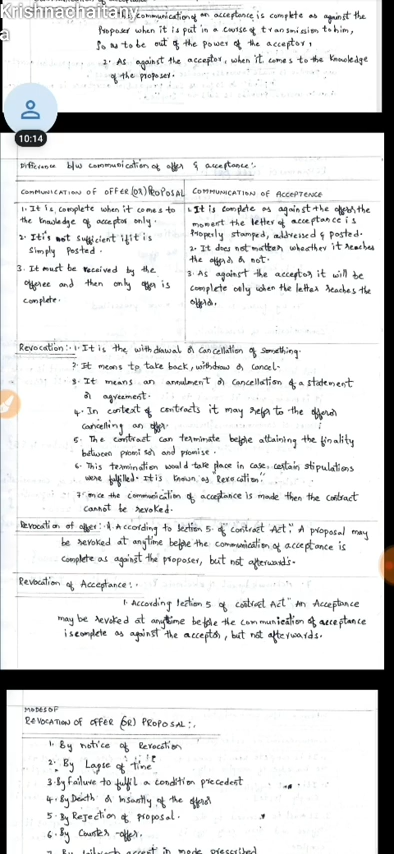 Krishnachaitany
a
communication of an acceptance is complete as against the
Proposer when it is put in a course of transmission to him,
So as to be out of the power of the acceptor,
2. As against the acceptor, when it comes to the knowledge
of the proposer.
10:14
Difference b/w communication of offer & acceptance:
COMMUNICATION OF OFFER (OR) PROPOSAL
1. It is complete when it comes to
the knowledge of acceptor only.
2. It is not sufficient if it is
simply Posted.
3. It must be received by the
offeree and then only offer is
complete.
COMMUNICATION OF ACCEPTENCE
1. It is complete as against the offeror the
moment the letter of acceptance is
Properly stamped, addressed & posted.
2. It does not matter whether it reaches
the offeror or not.
3. As against the acceptor it will be
complete only when the letter reaches the
offeror.
Revocation:- 1. It is the withdrawal or Cancellation of something.
2. It means to take back, withdraw or cancel.
3. It means an annulment or Cancellation of a statement
or agreement.
4. In context of contracts it may refer to the offeror
cancelling an offer.
5. The contract can terminate before attaining the finality
between promisor and promise.
6. This termination would take place in case certain stipulations
were fulfilled. It is known as Revocation"
7. once the communication of acceptance is made then the contract
cannot be revoked.
Revocation of offer: 1. According to Section 5 of contract Act." A proposal may
be revoked at anytime before the communication of acceptance is
complete as against the proposer, but not afterwards.
Revocation of Acceptance:-
1. According section 5 of contract Act" An Acceptance
may be revoked at anytime before the communication of acceptance
is complete as against the acceptor, but not afterwards.
MODES OF
REVOCATION OF OFFER (OR) PROPOSAL:-
1. By notice of Revocation
2. By Lapse of time
3. By failure to fulfil a condition precedent
4. By Death or Insanity of the offeror
5. By Rejection of proposal.
6. By Counter-offer.
accept in mode prescribed